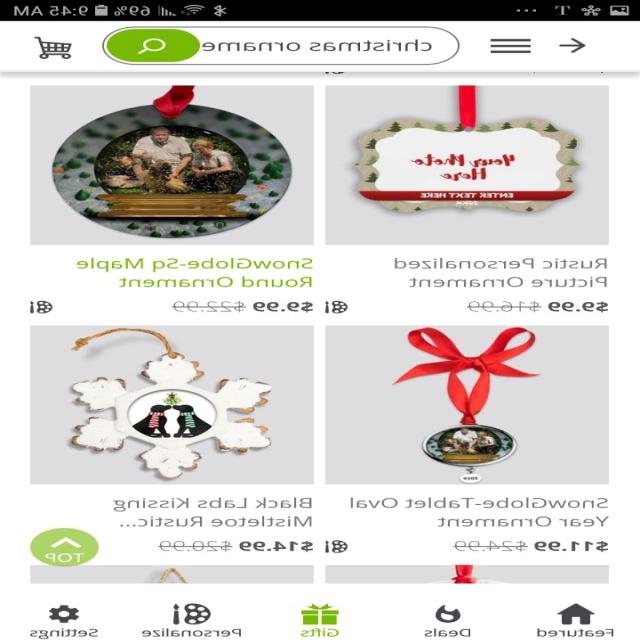 69% 9:45 AM
christmas orname
Your Photo
Here
ENTER TEXT HERE
20XX
Rustic Personalized
Picture Ornament
$9.99 $16.99
SnowGlobe-Sq Maple
Round Ornament
$9.99 $22.99
SnowGlobe-Tablet Oval
Year Ornament
$11.99 $24.99
Black Labs Kissing
Mistletoe Rustic...
$14.99 $20.99
TOP
Featured
Deals
Gifts
Personalize
Settings